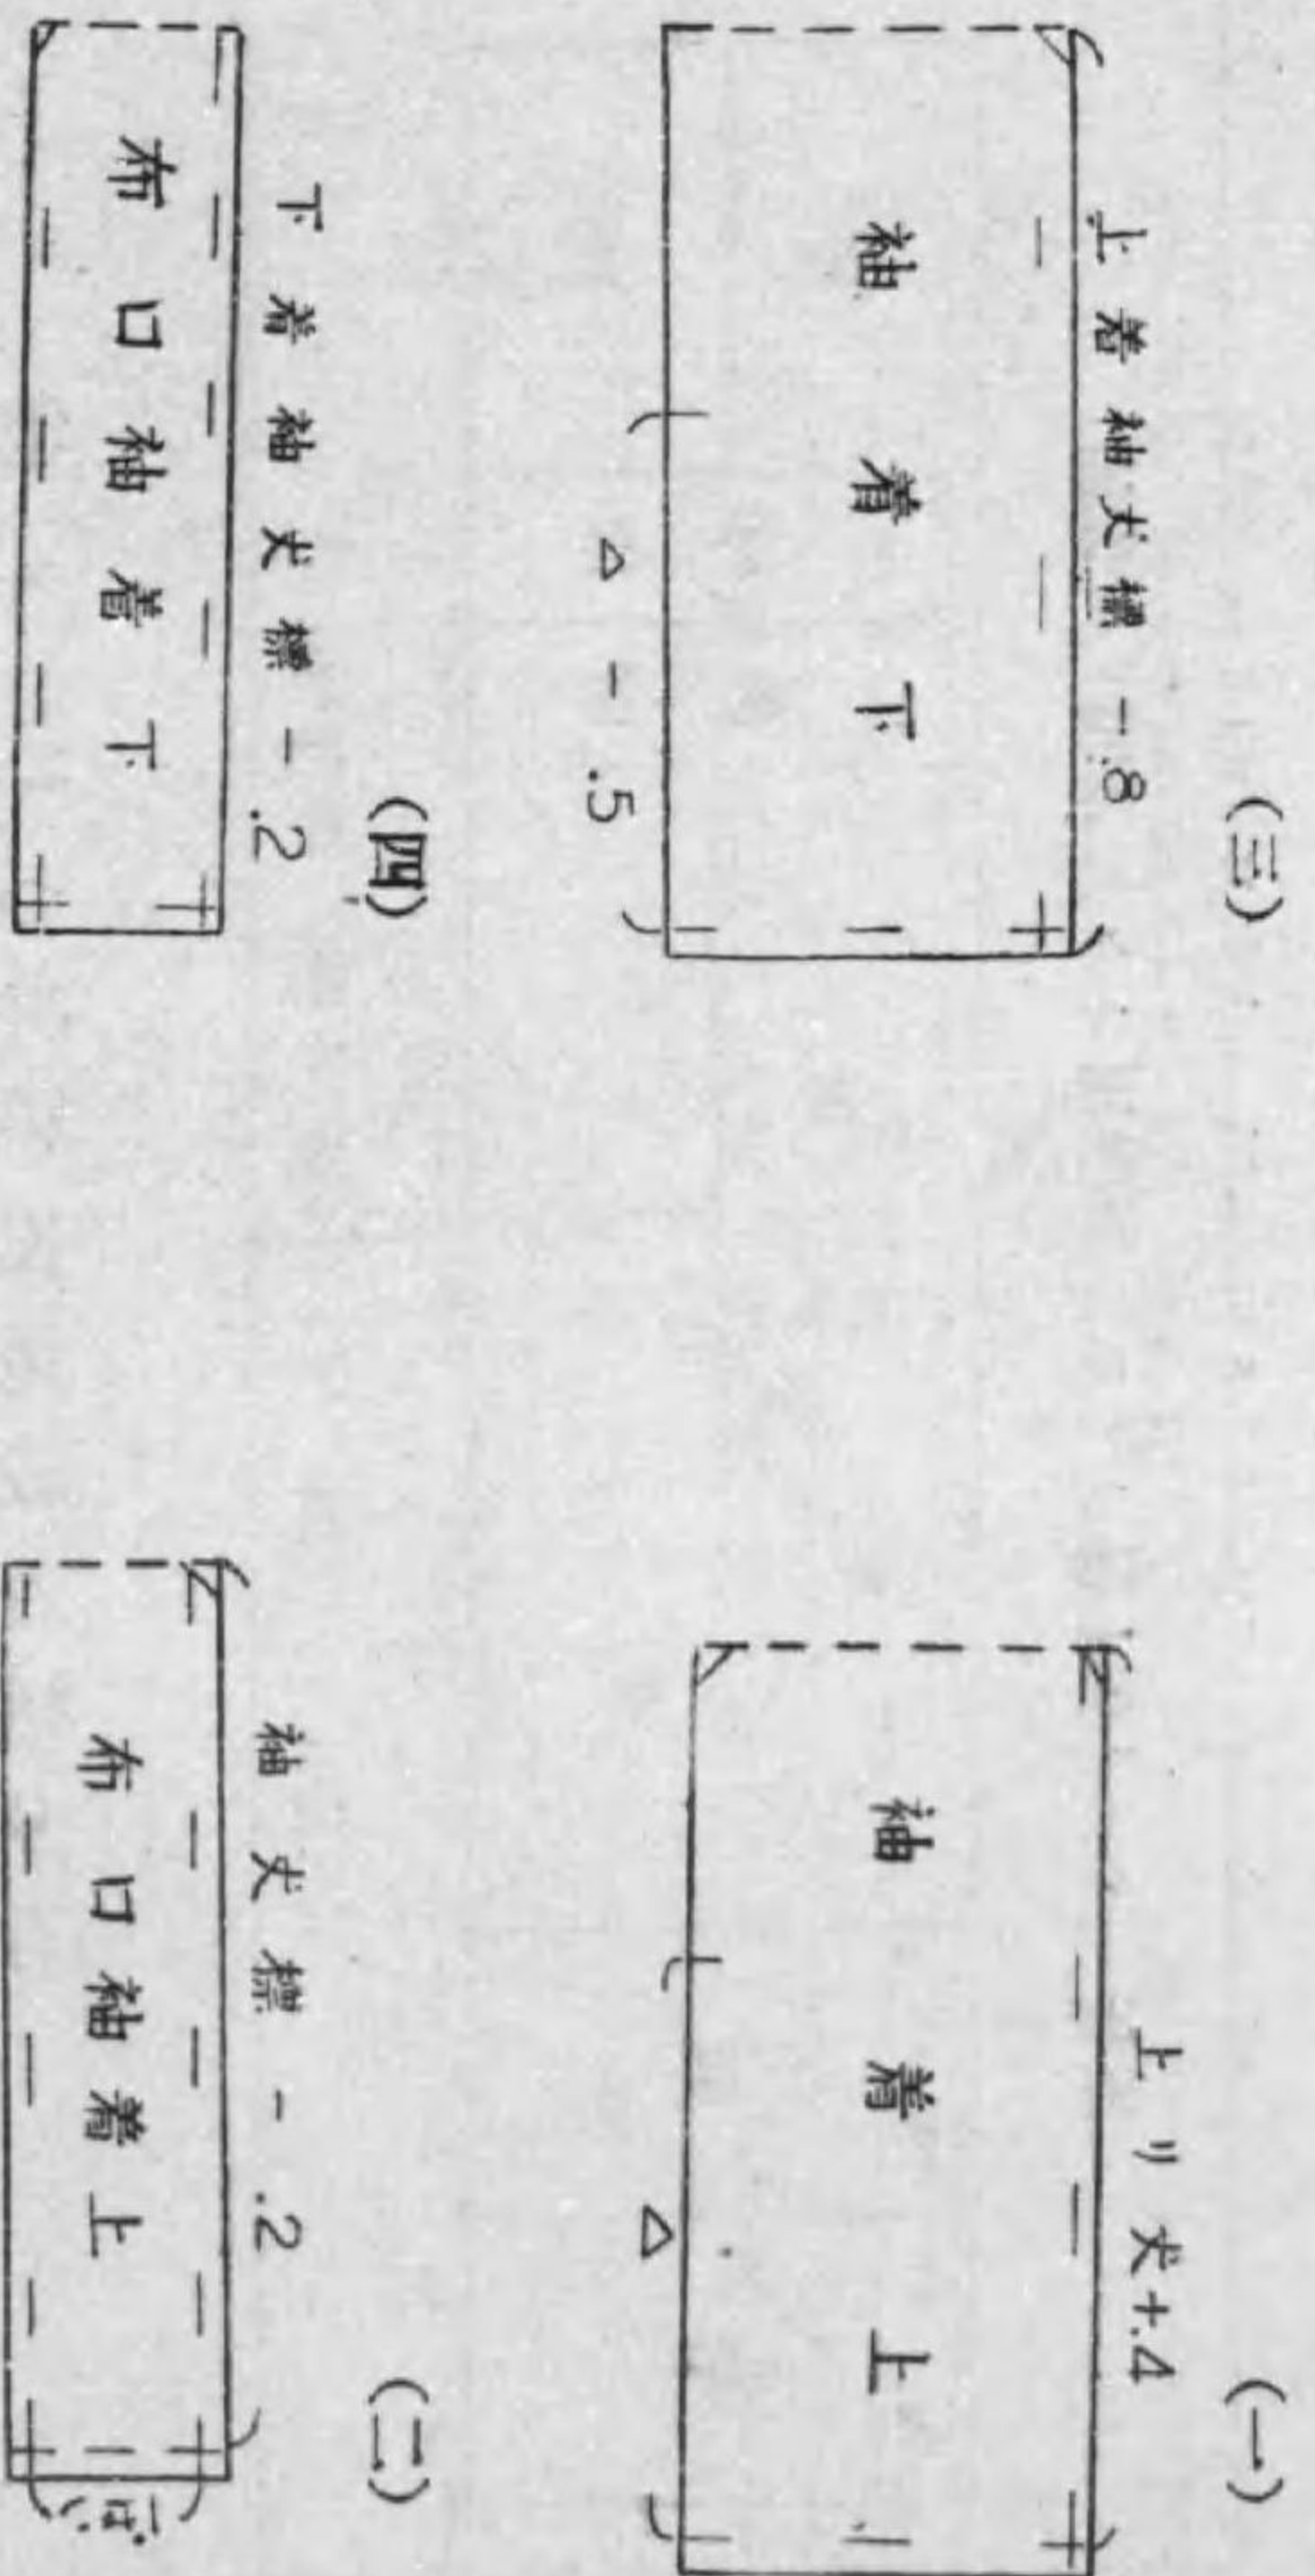 (一)
上リ丈+.4
上着袖
△
(二)
袖丈標-.2
上着袖口布
(三)
上着袖丈標-.8
下着袖
△-.5
(四)
下着袖丈標-.2
下着袖口布